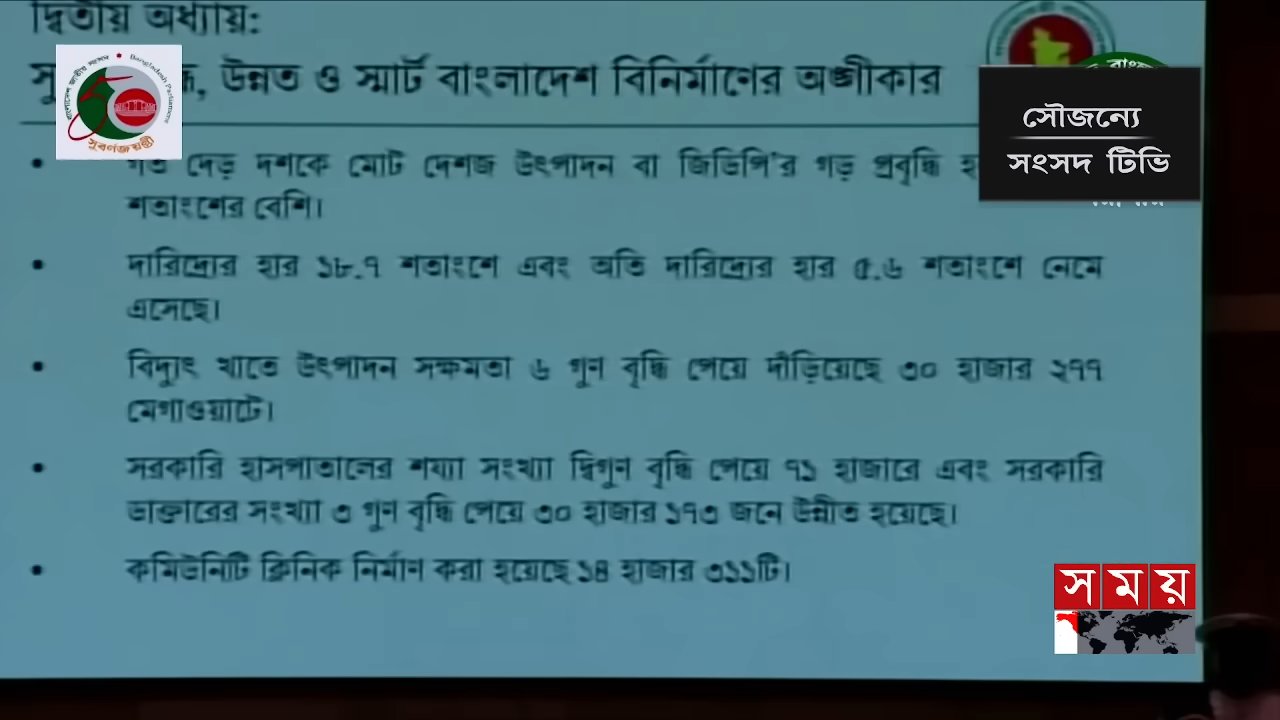 দ্বিতীয় অধ্যায়:
উন্নত ও স্মার্ট বাংলাদেশ বিনির্মাণের অঙ্গীকার
সৌজন্যে
সংসদ টিভি
গত দেড় দশকে মোট দেশজ উৎপাদন বা জিডিপি'র গড় প্রবৃদ্ধি
শতাংশের বেশি।
দারিদ্র্যের হার ১৮.৭ শতাংশে এবং অতি দারিদ্র্যের হার ৫.৬ শতাংশে নেমে
এসেছে।
বিদ্যুৎ খাতে উৎপাদন সক্ষমতা ৬ গুণ বৃদ্ধি পেয়ে দাঁড়িয়েছে ৩০ হাজার ২৭৭
মেগাওয়াটে।
সরকারি হাসপাতালের শয্যা সংখ্যা দ্বিগুণ বৃদ্ধি পেয়ে ৭১ হাজারে এবং সরকারি
ডাক্তারের সংখ্যা ৩ গুণ বৃদ্ধি পেয়ে ৩০ হাজার ১৭৩ জনে উন্নীত হয়েছে।
কমিউনিটি ক্লিনিক নির্মাণ করা হয়েছে ১৪ হাজার ৩১১টি।
সুবর্ণজয়ন্তী
সময়